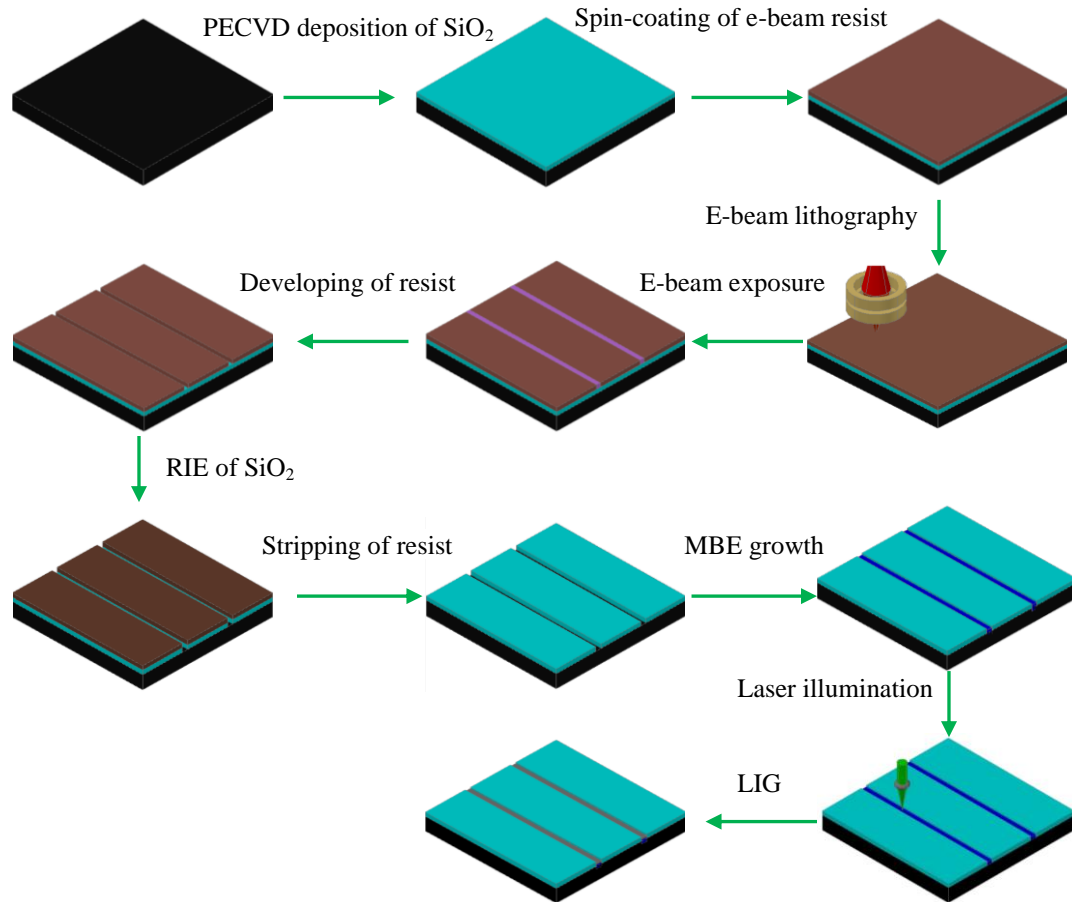 PECVD deposition of SiO₂
Spin-coating of e-beam resist
E-beam lithography
Developing of resist
E-beam exposure
RIE of SiO₂
Stripping of resist
MBE growth
Laser illumination
LIG